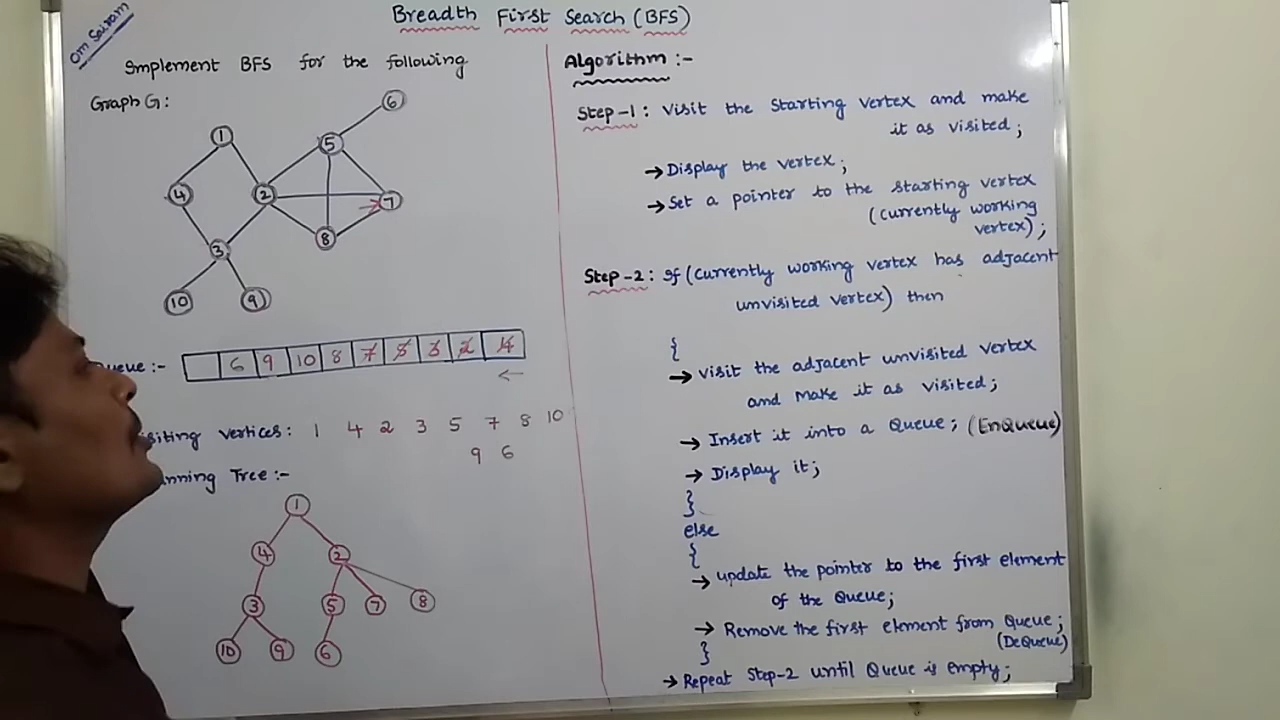 Om Sairam
Breadth First Search (BFS)
Implement BFS for the following
Graph G:
6
1
5
4
2
7
8
3
10
9
ueue :- 6 9 10 8 7 5 3 2 4
siting vertices: 1 4 2 3 5 7 8 10
9 6
nning Tree :-
1
4 2
3 5 7 8
10 9 6
Algorithm :-
Step-1: Visit the starting vertex and make
it as visited;
→ Display the vertex;
→ Set a pointer to the starting vertex
(currently working
vertex);
Step-2: If (currently working vertex has adjacent
unvisited vertex) then
{
→ visit the adjacent unvisited vertex
and make it as visited;
→ Insert it into a Queue; (EnQueue)
→ Display it;
}
else
{
→ update the pointer to the first element
of the Queue;
→ Remove the first element from Queue;
(DeQueue)
}
→ Repeat Step-2 until Queue is empty;